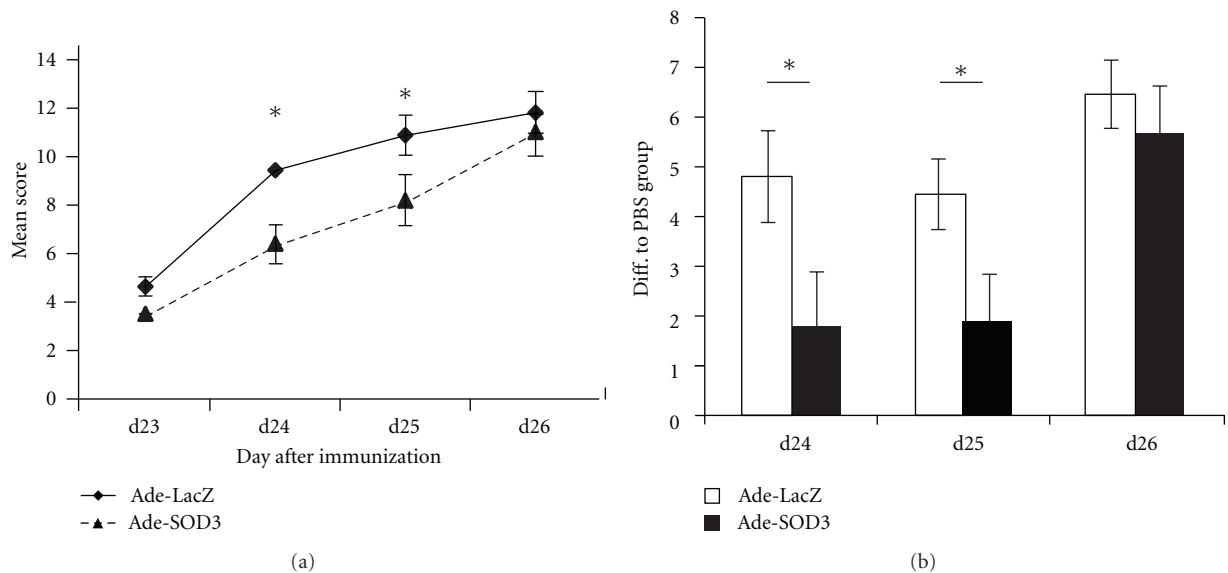 14
12
10
8
6
4
2
0
Mean score
*
*
d23 d24 d25 d26
Day after immunization
Ade-LacZ
Ade-SOD3
(a)
8
7
6
5
4
3
2
1
0
Diff. to PBS group
*
*
d24 d25 d26
Ade-LacZ
Ade-SOD3
(b)